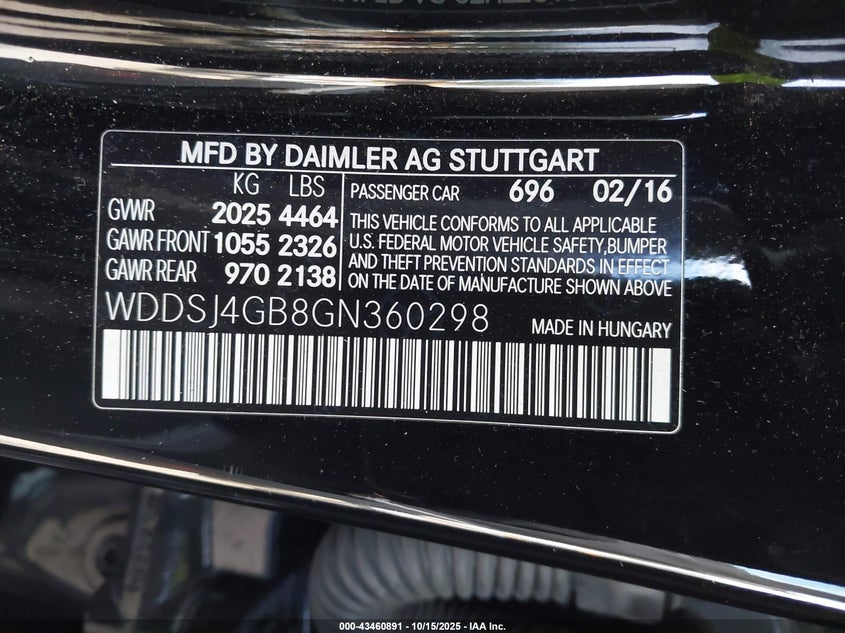 MFD BY DAIMLER AG STUTTGART
KG LBS
GVWR 2025 4464
GAWR FRONT 1055 2326
GAWR REAR 970 2138
PASSENGER CAR 696 02/16
THIS VEHICLE CONFORMS TO ALL APPLICABLE
U.S. FEDERAL MOTOR VEHICLE SAFETY,BUMPER
AND THEFT PREVENTION STANDARDS IN EFFECT
ON THE DATE OF MANUFACTURE SHOWN ABOVE
WDDSJ4GB8GN360298
MADE IN HUNGARY
000-43460891 - 10/15/2025 - IAA Inc.